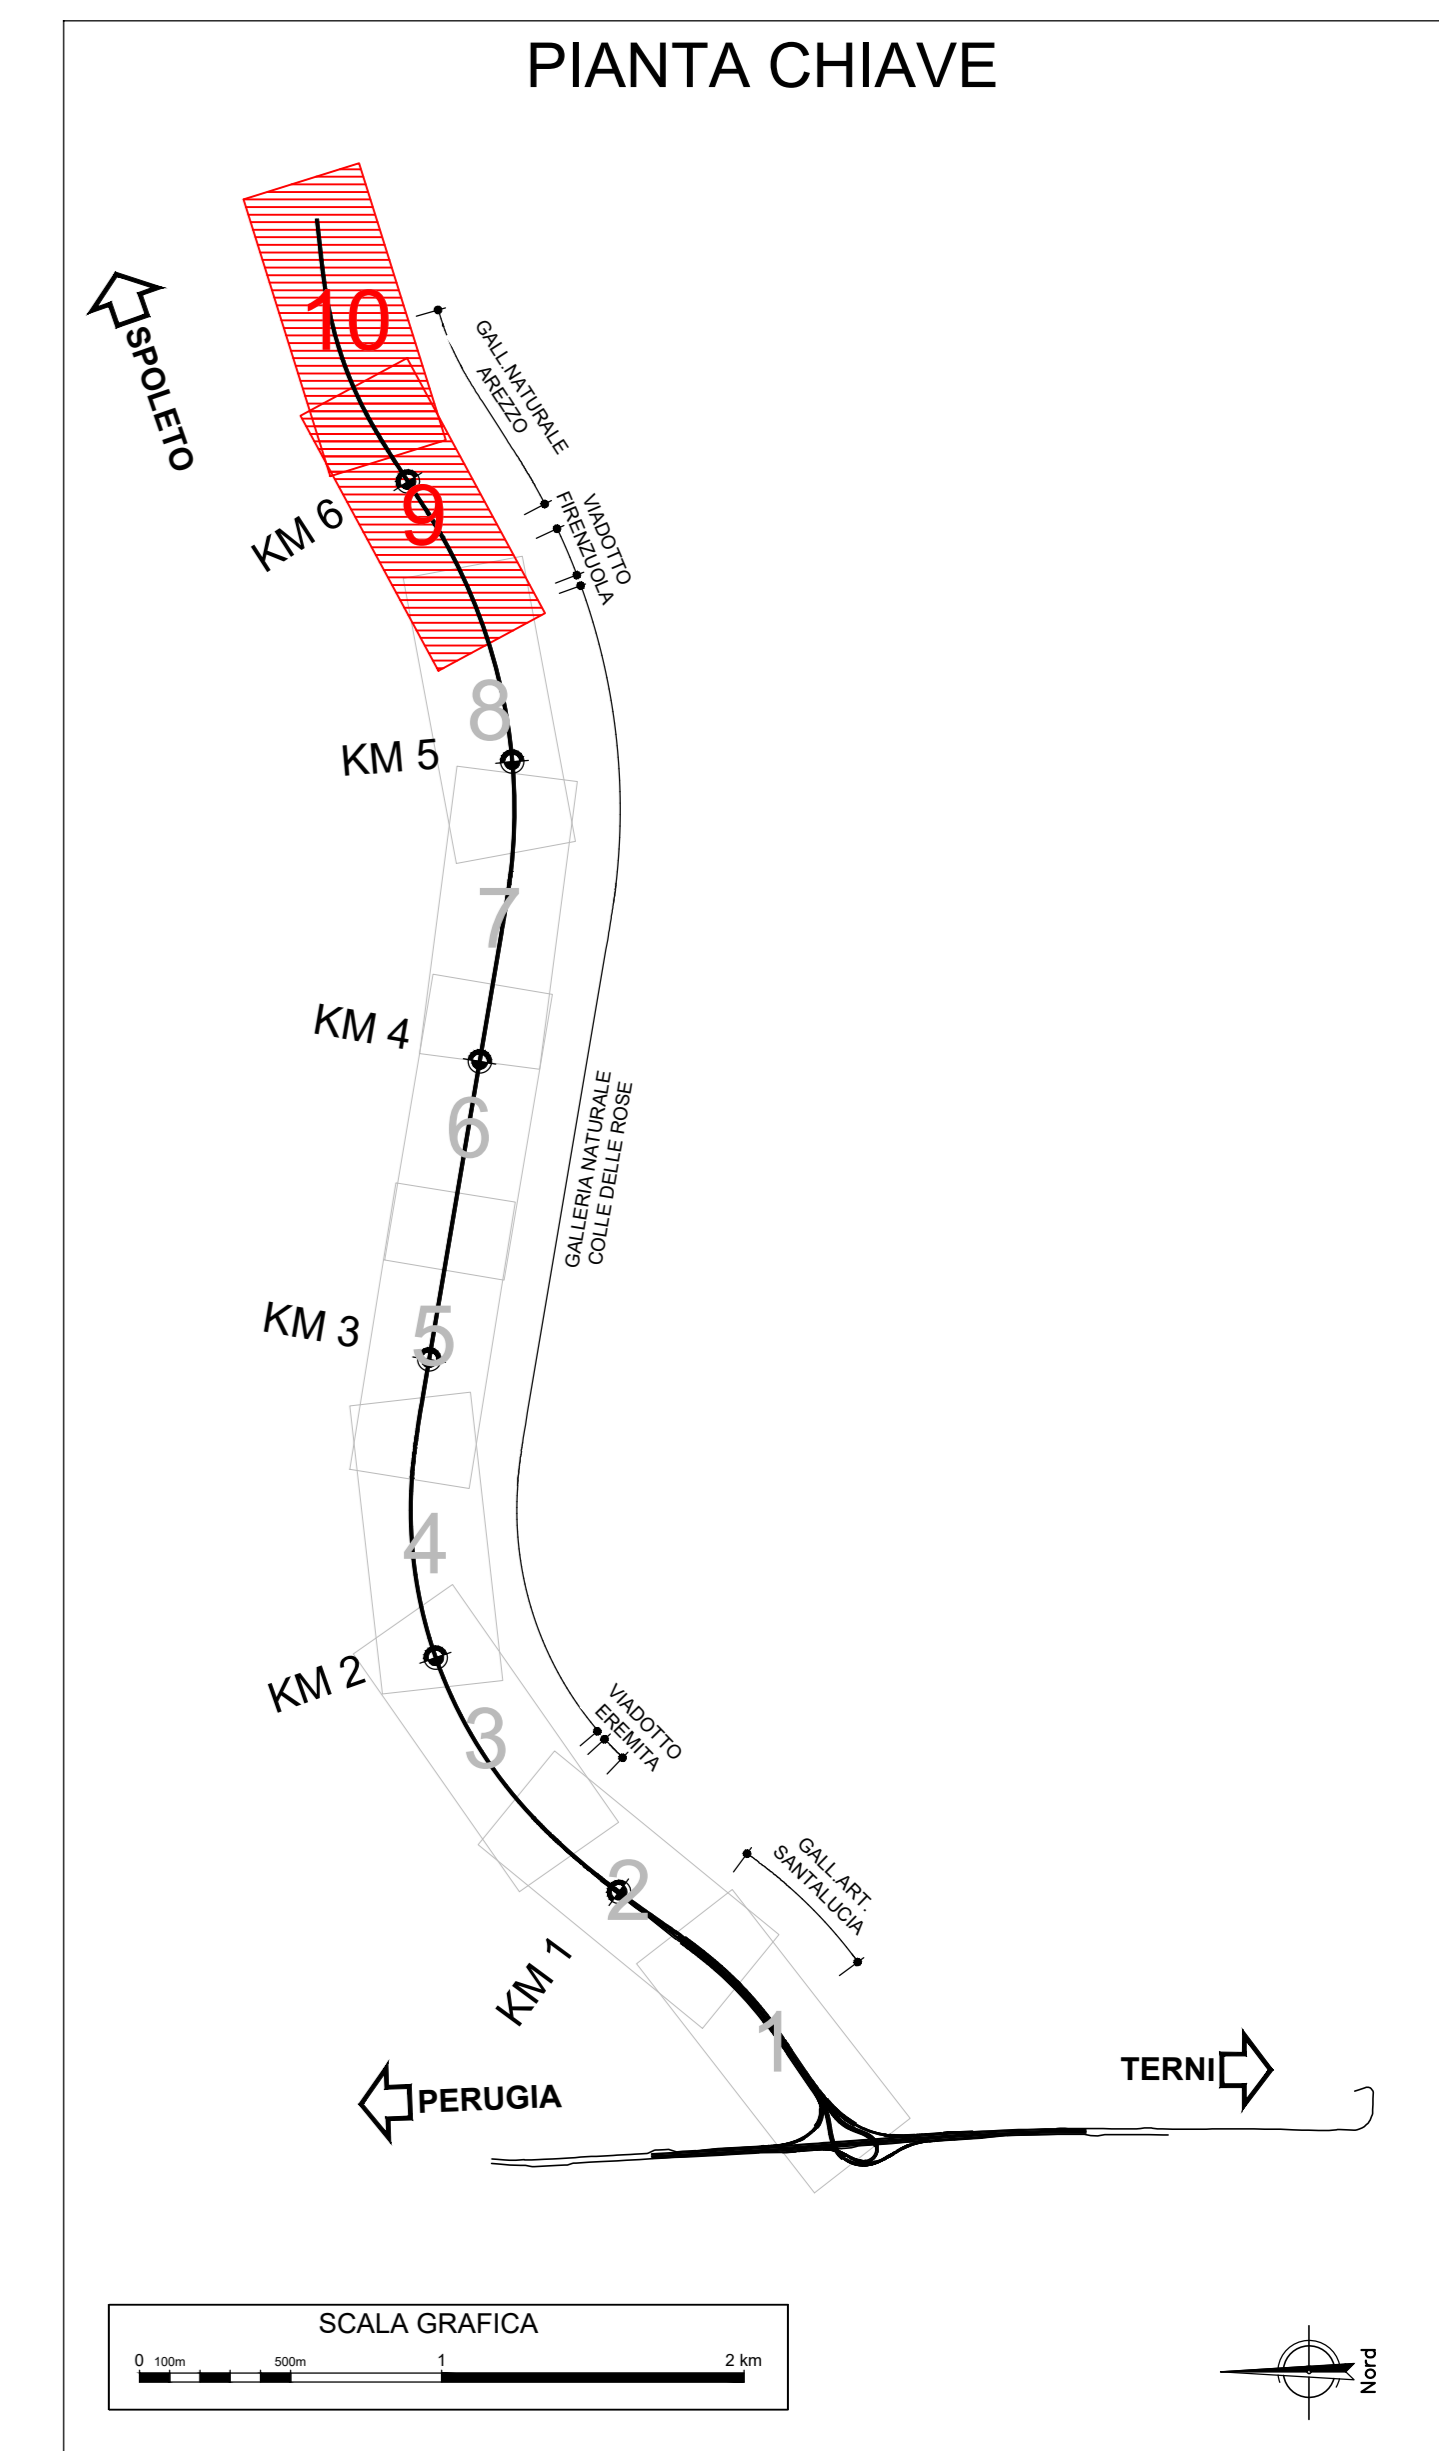 PIANTA CHIAVE
10
SPOLETO
GALL.NATURALE
AREZZO
9
KM 6
VIADOTTO
FIRENZUOLA
8
KM 5
7
KM 4
6
GALLERIA NATURALE
COLLE DELLE ROSE
KM 3
5
4
KM 2
3
VIADOTTO
EREMITA
2
GALL.ART.
SANTALUCIA
KM 1
1
PERUGIA
TERNI
SCALA GRAFICA
0 100m 500m 1 2 km
Nord